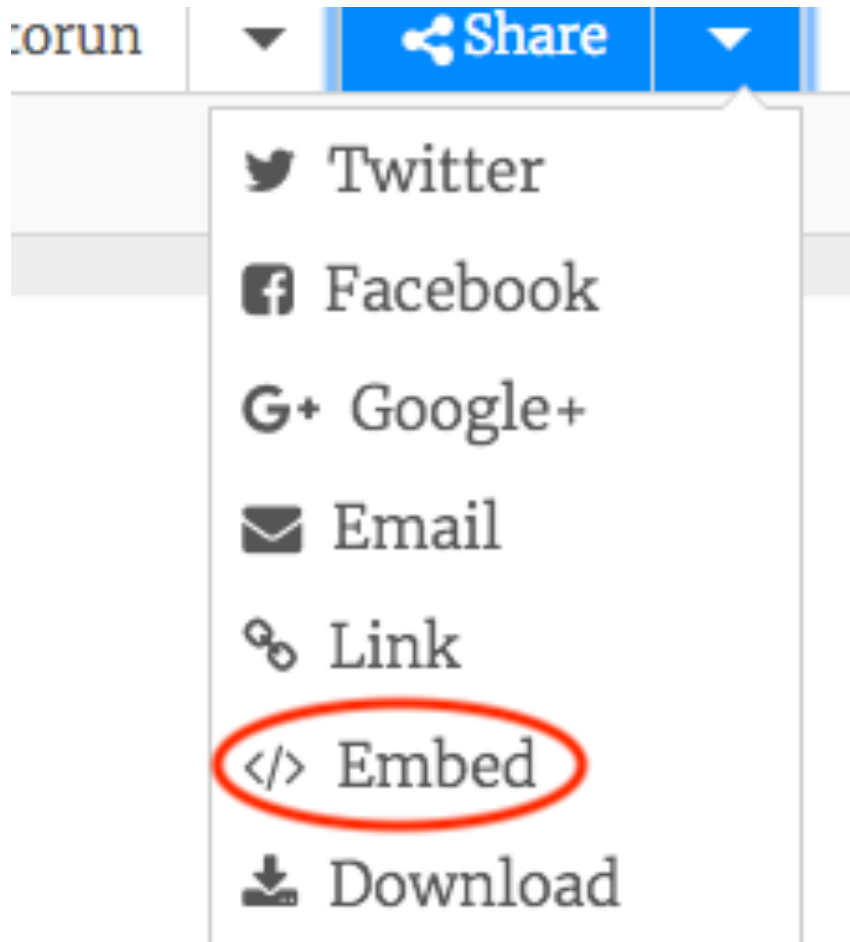 torun Share
Twitter
Facebook
G+ Google+
Email
Link
</> Embed
Download